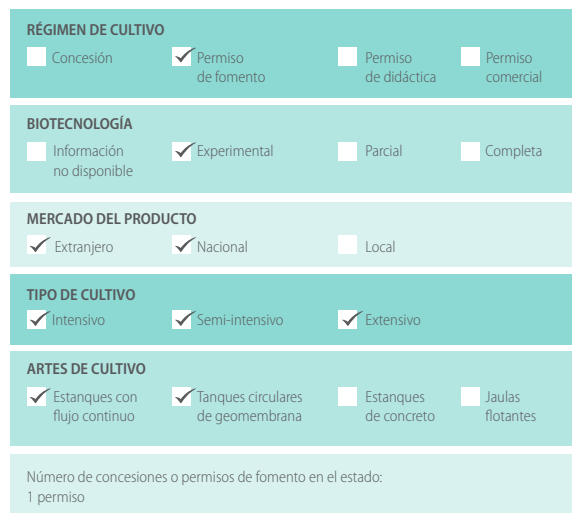 RÉGIMEN DE CULTIVO
Concesión
Permiso
de fomento
Permiso
de didáctica
Permiso
comercial
BIOTECNOLOGÍA
Información
no disponible
Experimental
Parcial
Completa
MERCADO DEL PRODUCTO
Extranjero
Nacional
Local
TIPO DE CULTIVO
Intensivo
Semi-intensivo
Extensivo
ARTES DE CULTIVO
Estanques con
flujo continuo
Tanques circulares
de geomembrana
Estanques
de concreto
Jaulas
flotantes
Número de concesiones o permisos de fomento en el estado:
1 permiso